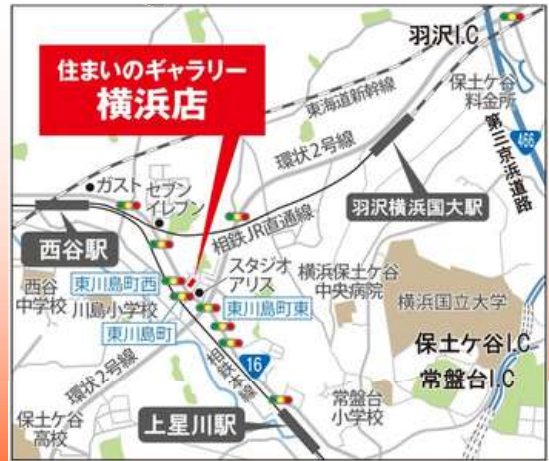 羽沢I.C
住まいのギャラリー
横浜店
東海道新幹線
保土ケ谷
料金所
環状2号線
第三京浜道路
466
ガスト
セブン
イレブン
羽沢横浜国大駅
相鉄JR直通線
西谷駅
スタジオ
アリス
横浜保土ケ谷
中央病院
西谷
中学校
東川島町西
川島小学校
東川島町東
横浜国立大学
東川島町
保土ケ谷I.C
常盤台I.C
16
相鉄本線
環状2号線
常盤台
小学校
上星川駅
保土ケ谷
高校